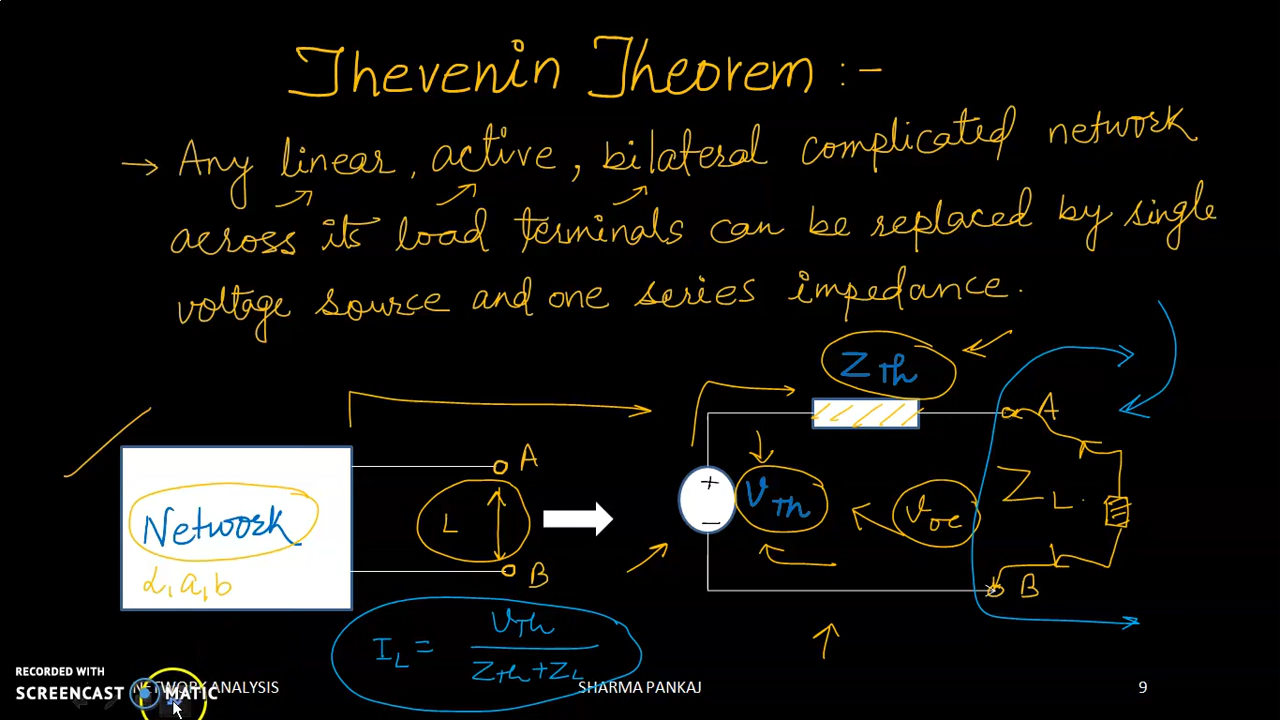 Thevenin Theorem :-
→ Any linear, active, bilateral complicated network
across its load terminals can be replaced by single
voltage source and one series impedance.
Zth
A
A
+
VTh
Voc
ZL
L
Network
L, a, b
B
B
IL = VTh / Zth+ZL
RECORDED WITH
SCREENCAST MATIC
NETWORK ANALYSIS
SHARMA PANKAJ
9